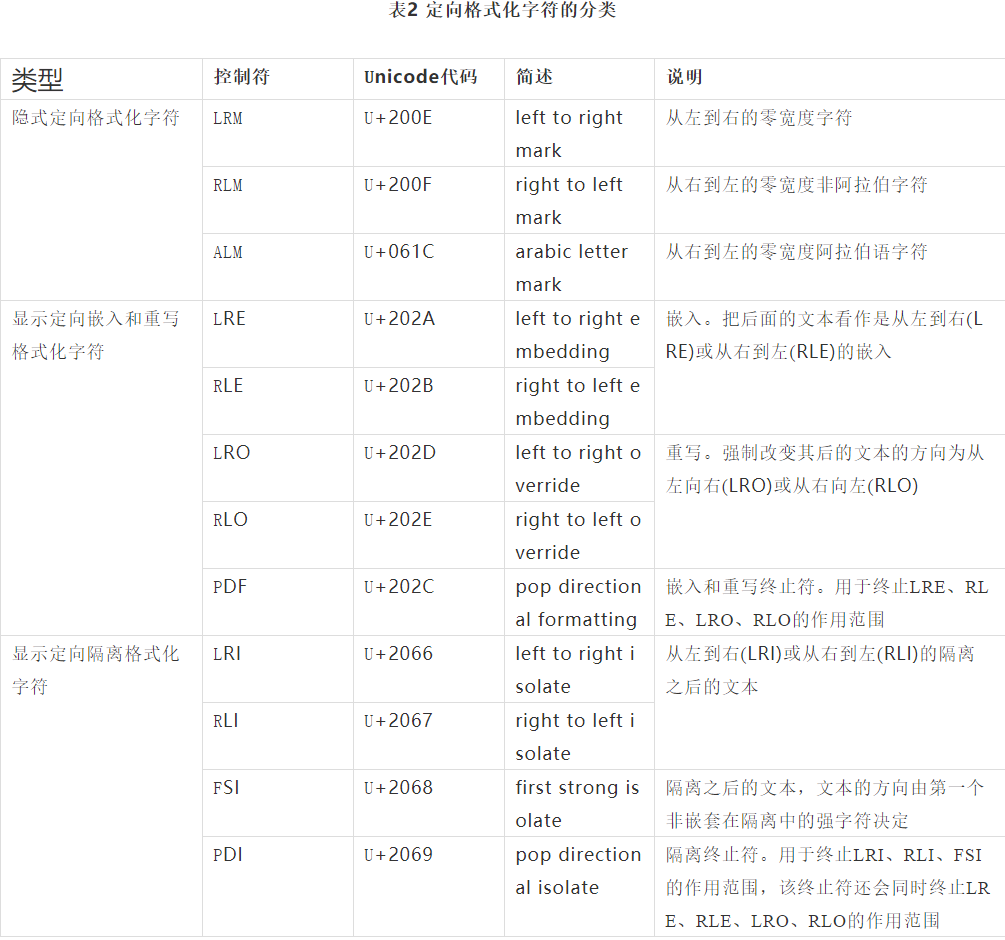 表2 定向格式化字符的分类
类型 控制符 Unicode代码 简述 说明
隐式定向格式化字符 LRM U+200E left to right 从左到右的零宽度字符
mark
RLM U+200F right to left 从右到左的零宽度非阿拉伯字符
mark
ALM U+061C arabic letter 从右到左的零宽度阿拉伯语字符
mark
显示定向嵌入和重写 LRE U+202A left to right e 嵌入。把后面的文本看作是从左到右(L
格式化字符 mbedding RE)或从右到左(RLE)的嵌入
RLE U+202B right to left e
mbedding
LRO U+202D left to right o 重写。强制改变其后的文本的方向为从
verride 左向右(LRO)或从右向左(RLO)
RLO U+202E right to left o
verride
PDF U+202C pop direction 嵌入和重写终止符。用于终止LRE、RL
al formatting E、LRO、RLO的作用范围
显示定向隔离格式化 LRI U+2066 left to right i 从左到右(LRI)或从右到左(RLI)的隔离
字符 solate 之后的文本
RLI U+2067 right to left i
solate
FSI U+2068 first strong is 隔离之后的文本，文本的方向由第一个
olate 非嵌套在隔离中的强字符决定
PDI U+2069 pop direction 隔离终止符。用于终止LRI、RLI、FSI
al isolate 的作用范围，该终止符还会同时终止LR
E、RLE、LRO、RLO的作用范围